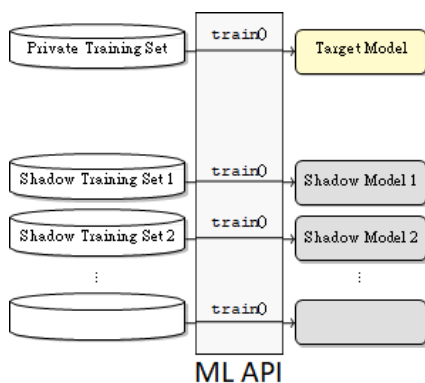 Private Training Set train() Target Model
Shadow Training Set 1 train() Shadow Model 1
Shadow Training Set 2 train() Shadow Model 2
⋮ ⋮
train()
ML API